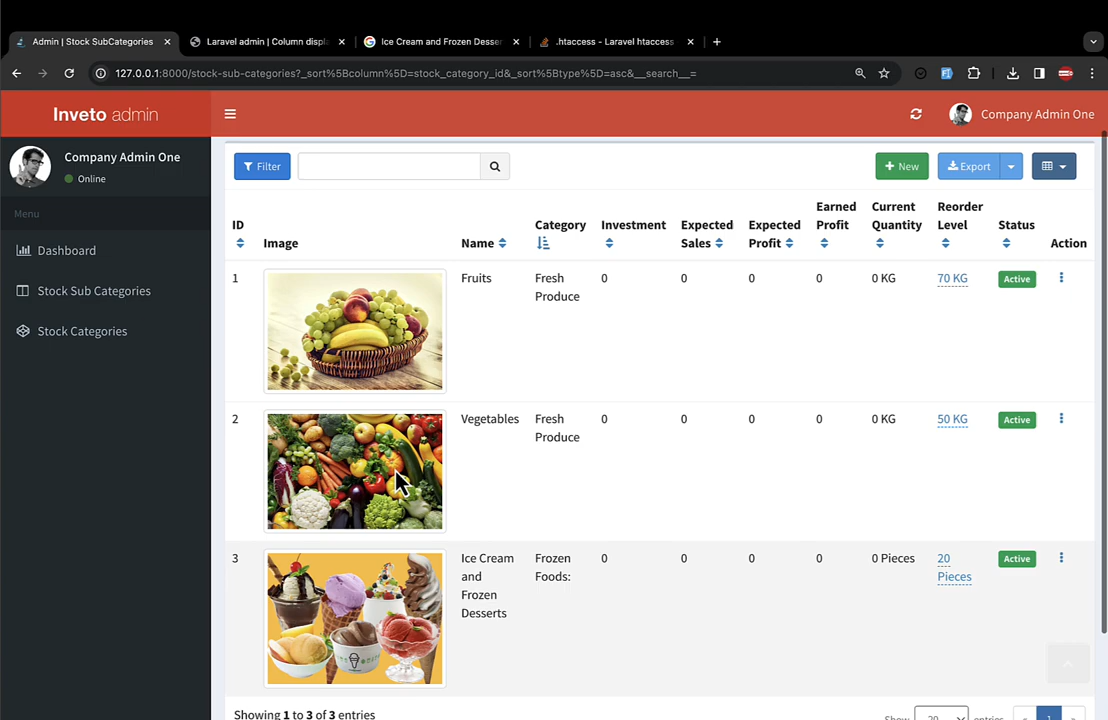 Admin | Stock SubCategories
Laravel admin | Column displ
Ice Cream and Frozen Desser
.htaccess - Laravel htaccess
127.0.0.1:8000/stock-sub-categories?_sort%5Bcolumn%5D=stock_category_id&_sort%5Btype%5D=asc&__search__=
Inveto admin
Company Admin One
Company Admin One
Online
Menu
Dashboard
Stock Sub Categories
Stock Categories
Filter
New
Export
ID
Image
Name
Category
Investment
Expected
Sales
Expected
Profit
Earned
Profit
Current
Quantity
Reorder
Level
Status
Action
1
Fruits
Fresh
Produce
0
0
0
0
0 KG
70 KG
Active
2
Vegetables
Fresh
Produce
0
0
0
0
0 KG
50 KG
Active
3
Ice Cream
and
Frozen
Desserts
Frozen
Foods:
0
0
0
0
0 Pieces
20
Pieces
Active
Showing 1 to 3 of 3 entries
Show
20
entries
1